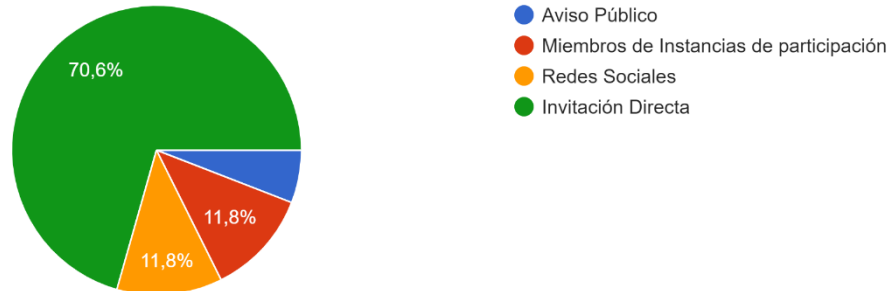 70,6%
11,8%
11,8%
Aviso Público
Miembros de Instancias de participación
Redes Sociales
Invitación Directa